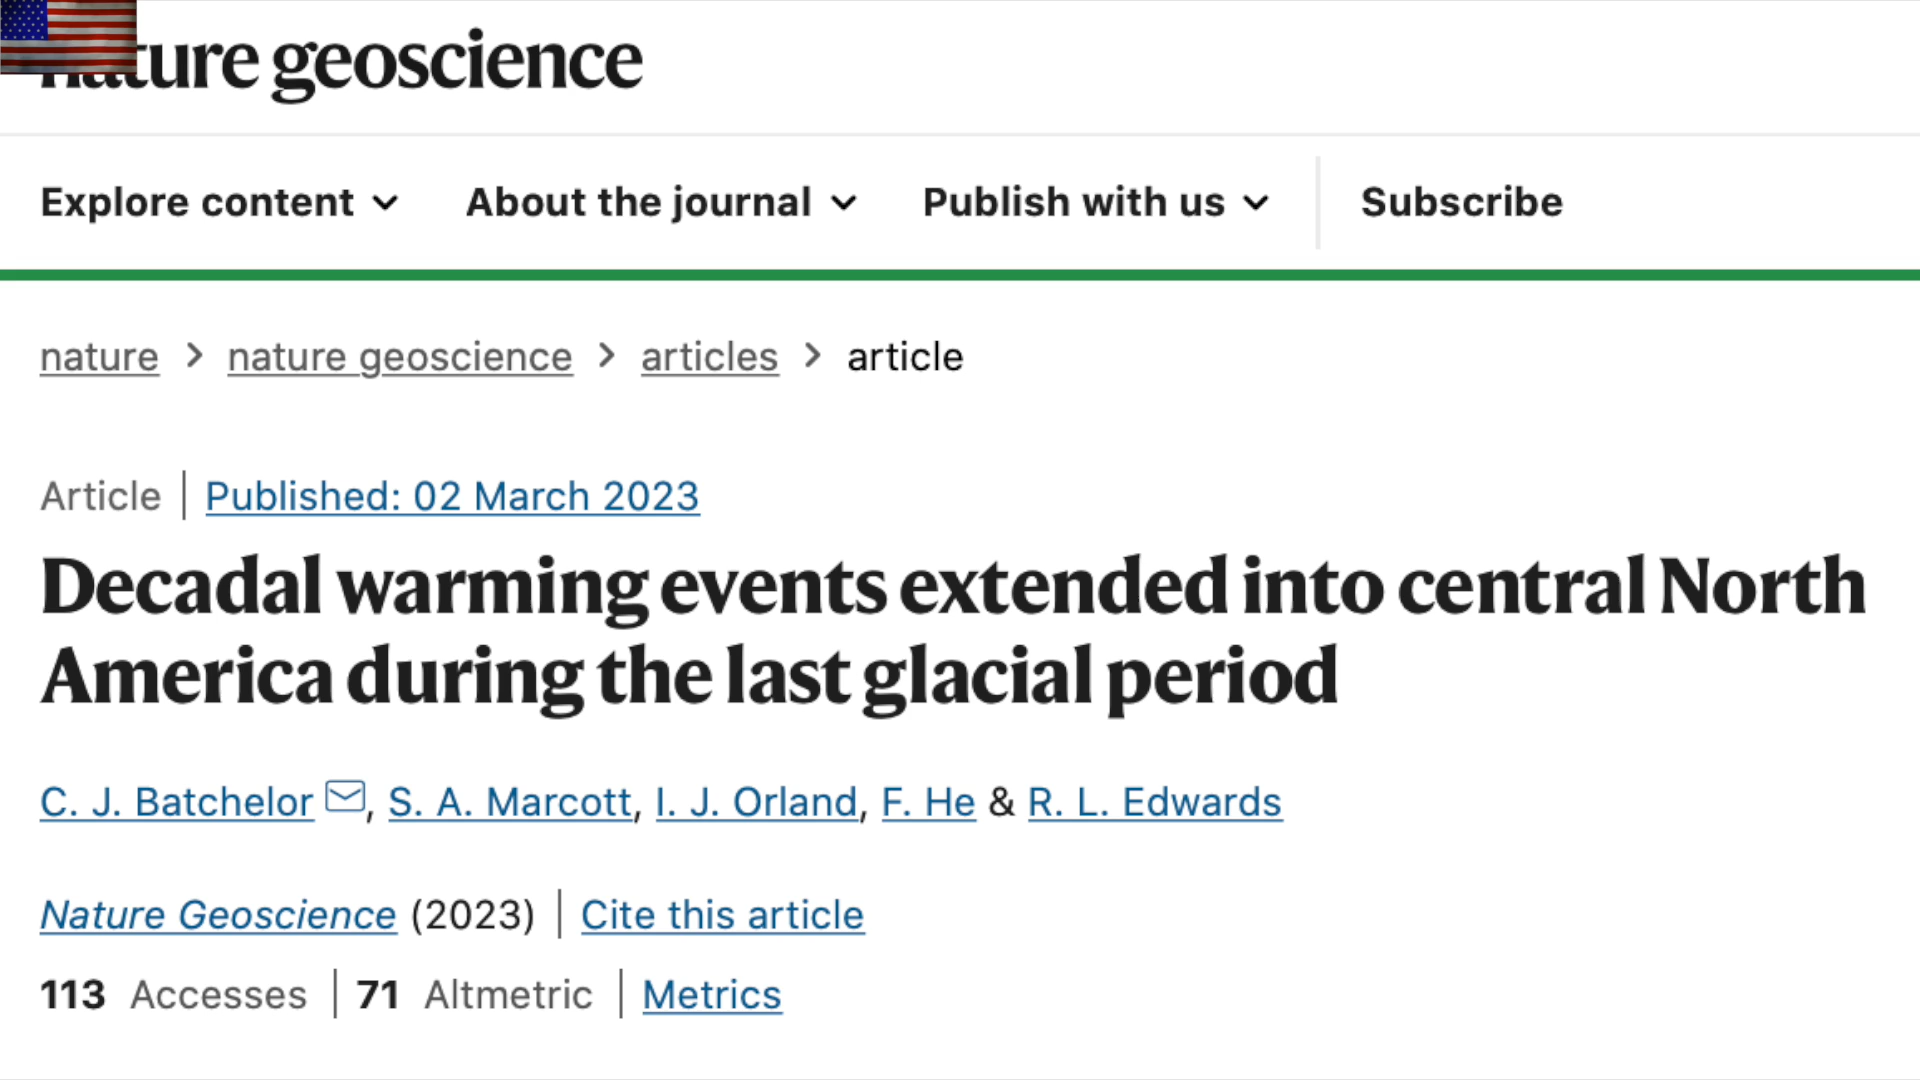 nature geoscience
Explore content About the journal Publish with us Subscribe
nature > nature geoscience > articles > article
Article | Published: 02 March 2023
Decadal warming events extended into central North
America during the last glacial period
C. J. Batchelor, S. A. Marcott, I. J. Orland, F. He & R. L. Edwards
Nature Geoscience (2023) | Cite this article
113 Accesses | 71 Altmetric | Metrics